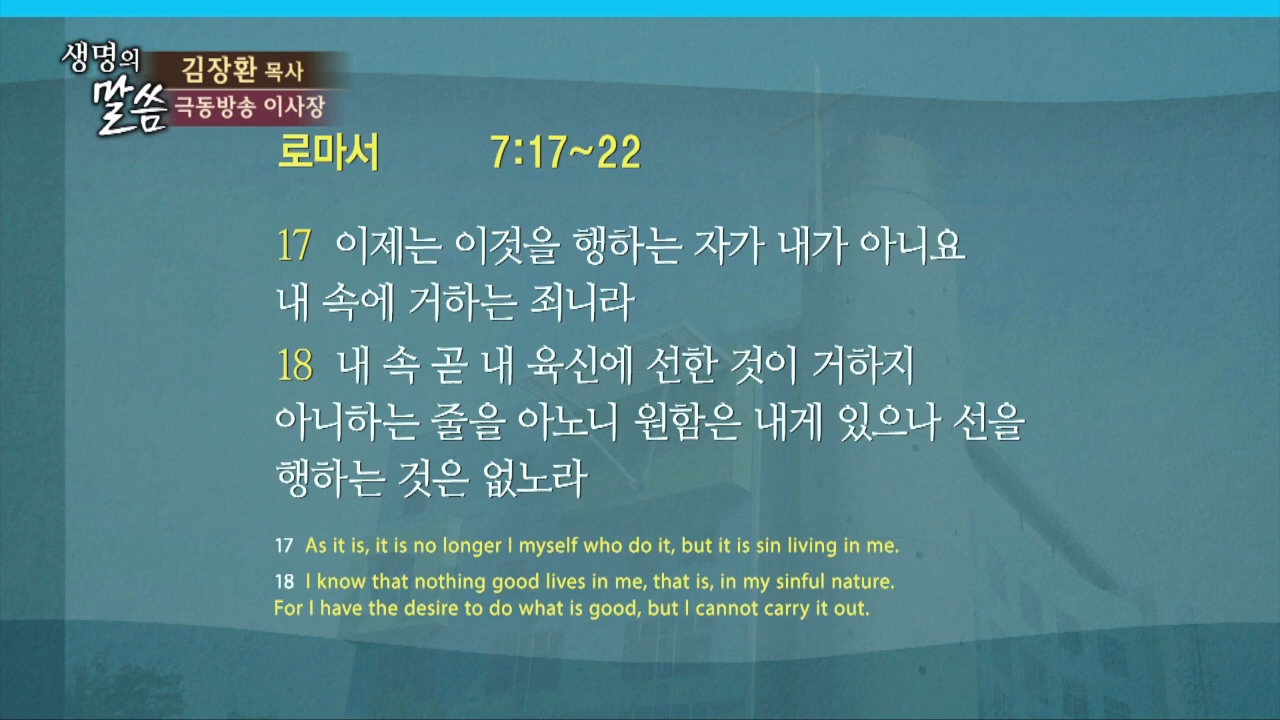 생명의
말씀
김장환 목사
극동방송 이사장
로마서 7:17~22
17 이제는 이것을 행하는 자가 내가 아니요
내 속에 거하는 죄니라
18 내 속 곧 내 육신에 선한 것이 거하지
아니하는 줄을 아노니 원함은 내게 있으나 선을
행하는 것은 없노라
17 As it is, it is no longer I myself who do it, but it is sin living in me.
18 I know that nothing good lives in me, that is, in my sinful nature.
For I have the desire to do what is good, but I cannot carry it out.